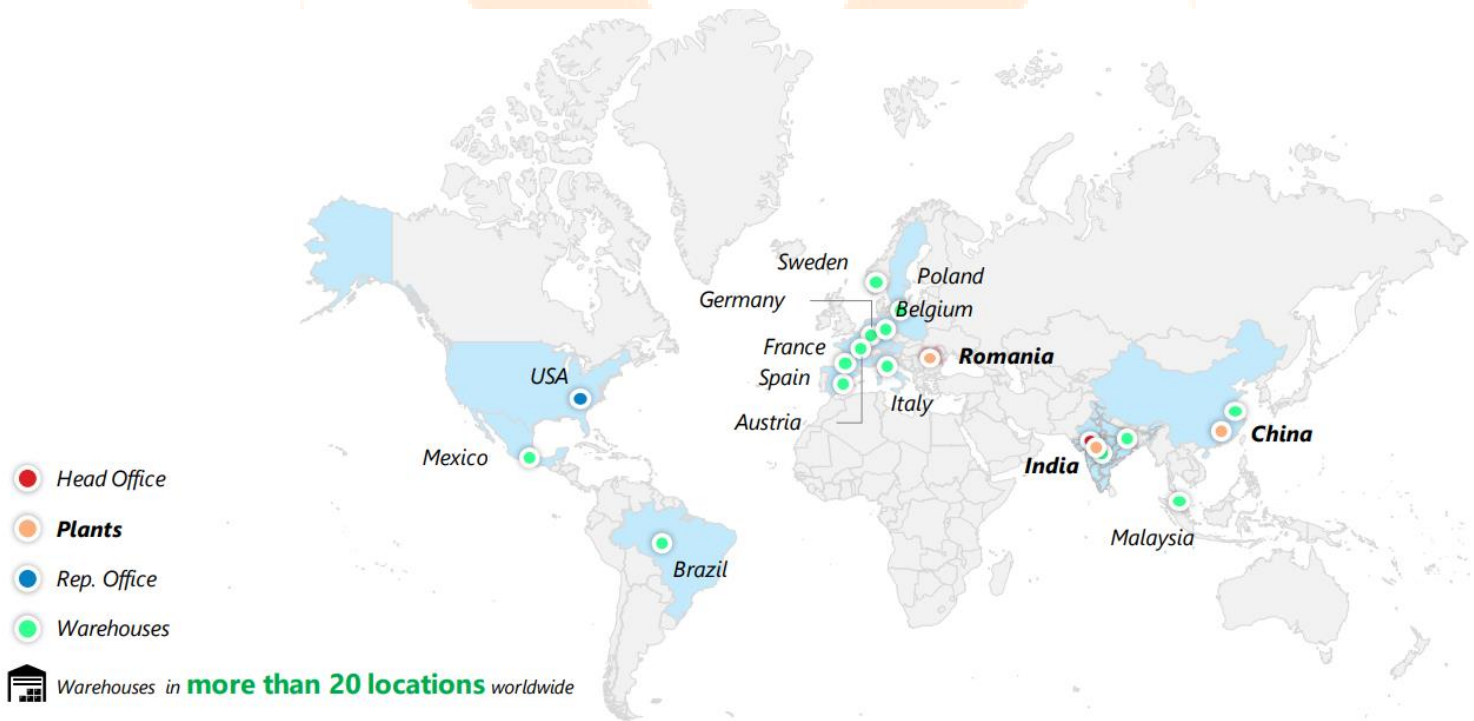 Sweden
Poland
Germany
Belgium
France
Romania
Spain
USA
Italy
Austria
China
Mexico
India
Head Office
Plants
Malaysia
Rep. Office
Brazil
Warehouses
Warehouses in more than 20 locations worldwide